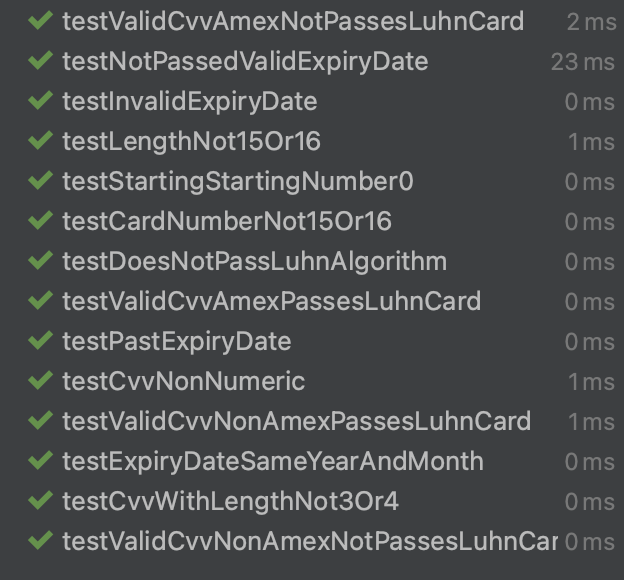 testValidCvvAmexNotPassesLuhnCard 2 ms
testNotPassedValidExpiryDate 23 ms
testInvalidExpiryDate 0 ms
testLengthNot15Or16 1 ms
testStartingStartingNumber0 0 ms
testCardNumberNot15Or16 0 ms
testDoesNotPassLuhnAlgorithm 0 ms
testValidCvvAmexPassesLuhnCard 0 ms
testPastExpiryDate 0 ms
testCvvNonNumeric 1 ms
testValidCvvNonAmexPassesLuhnCard 1 ms
testExpiryDateSameYearAndMonth 0 ms
testCvvWithLengthNot3Or4 0 ms
testValidCvvNonAmexNotPassesLuhnCar 0 ms